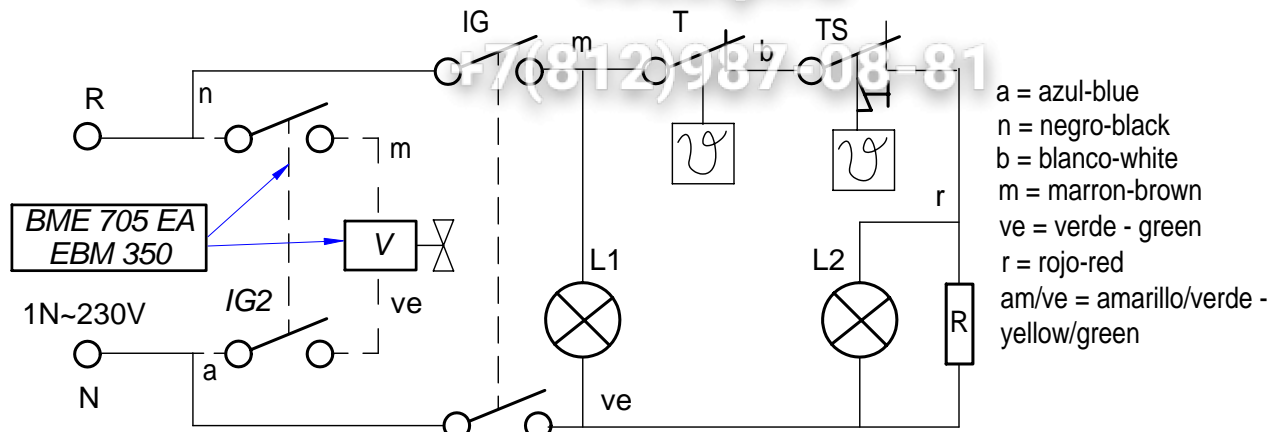 IG
m
T
b
TS
+7(812)987-08-81
R
n
m
a = azul-blue
n = negro-black
b = blanco-white
m = marron-brown
ve = verde - green
r = rojo-red
am/ve = amarillo/verde -
yellow/green
r
BME 705 EA
EBM 350
V
L1
L2
IG2
ve
1N~230V
R
a
N
ve